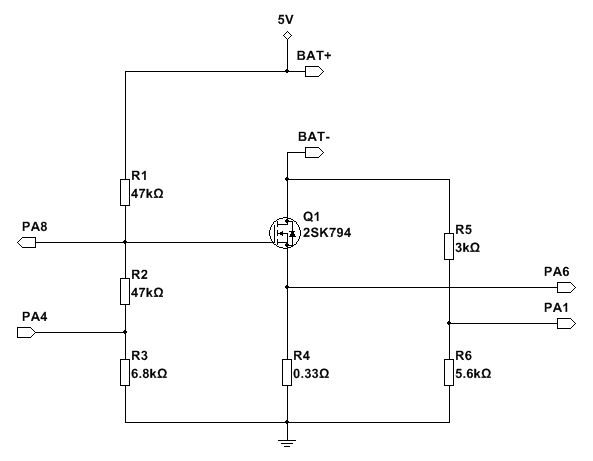 5V
BAT+
BAT-
R1
47kΩ
Q1
2SK794
PA8
R5
3kΩ
R2
47kΩ
PA6
PA4
PA1
R3
6.8kΩ
R4
0.33Ω
R6
5.6kΩ